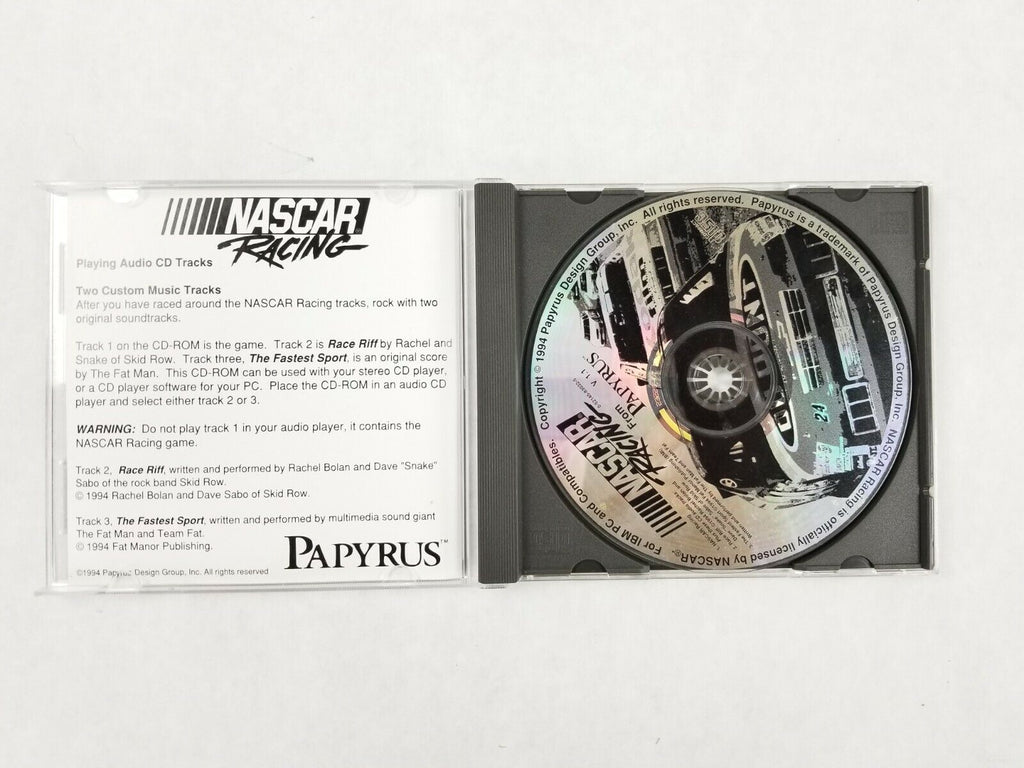 NASCAR
RACING
Playing Audio CD Tracks
Two Custom Music Tracks
After you have raced around the NASCAR Racing tracks, rock with two
original soundtracks.
Track 1 on the CD-ROM is the game. Track 2 is Race Riff by Rachel and
Snake of Skid Row. Track three, The Fastest Sport, is an original score
by The Fat Man. This CD-ROM can be used with your stereo CD player,
or a CD player software for your PC. Place the CD-ROM in an audio CD
player and select either track 2 or 3.
WARNING: Do not play track 1 in your audio player, it contains the
NASCAR Racing game.
Track 2, Race Riff, written and performed by Rachel Bolan and Dave "Snake"
Sabo of the rock band Skid Row.
© 1994 Rachel Bolan and Dave Sabo of Skid Row.
Track 3, The Fastest Sport, written and performed by multimedia sound giant
The Fat Man and Team Fat.
© 1994 Fat Manor Publishing.
PAPYRUS™
©1994 Papyrus Design Group, Inc. All rights reserved
For IBM PC and Compatibles. Copyright © 1994 Papyrus Design Group, Inc. All rights reserved. Papyrus is a trademark of Papyrus Design Group, Inc. NASCAR Racing is officially licensed by NASCAR®
NASCAR
RACING
From
PAPYRUS™
V 1.1
24